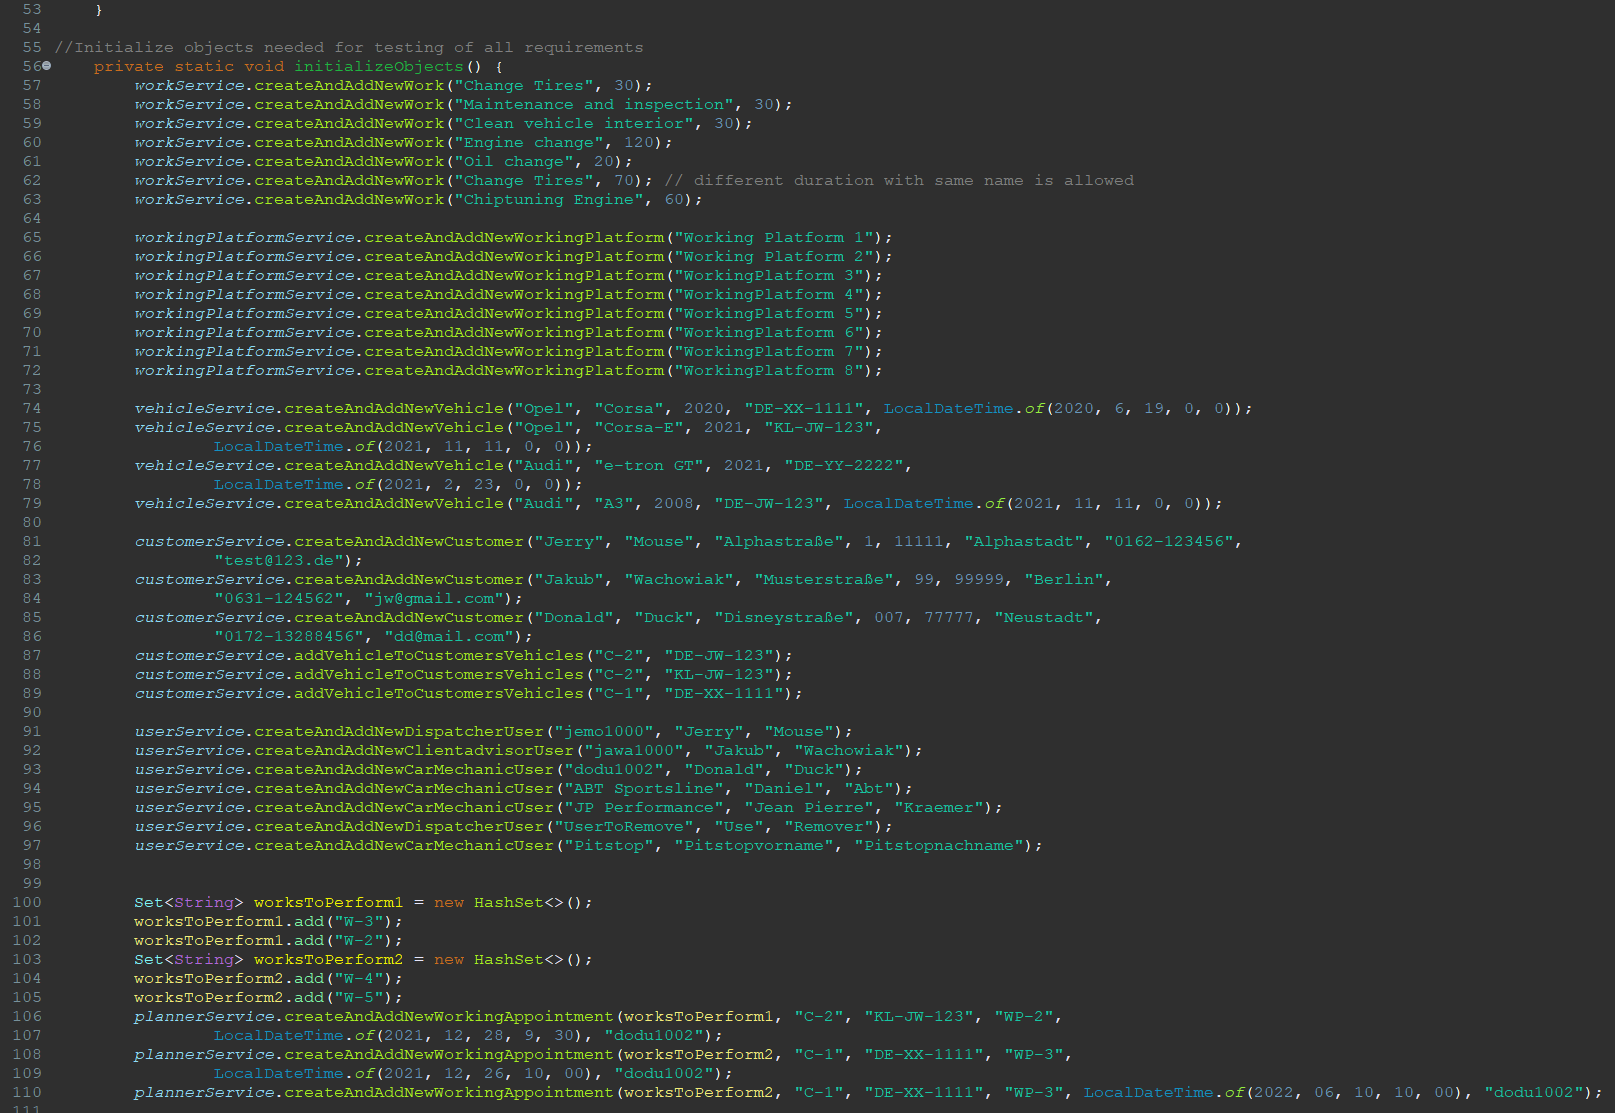 53     }
54
55 //Initialize objects needed for testing of all requirements
56     private static void initializeObjects() {
57         workService.createAndAddNewWork("Change Tires", 30);
58         workService.createAndAddNewWork("Maintenance and inspection", 30);
59         workService.createAndAddNewWork("Clean vehicle interior", 30);
60         workService.createAndAddNewWork("Engine change", 120);
61         workService.createAndAddNewWork("Oil change", 20);
62         workService.createAndAddNewWork("Change Tires", 70); // different duration with same name is allowed
63         workService.createAndAddNewWork("Chiptuning Engine", 60);
64
65         workingPlatformService.createAndAddNewWorkingPlatform("Working Platform 1");
66         workingPlatformService.createAndAddNewWorkingPlatform("Working Platform 2");
67         workingPlatformService.createAndAddNewWorkingPlatform("WorkingPlatform 3");
68         workingPlatformService.createAndAddNewWorkingPlatform("WorkingPlatform 4");
69         workingPlatformService.createAndAddNewWorkingPlatform("WorkingPlatform 5");
70         workingPlatformService.createAndAddNewWorkingPlatform("WorkingPlatform 6");
71         workingPlatformService.createAndAddNewWorkingPlatform("WorkingPlatform 7");
72         workingPlatformService.createAndAddNewWorkingPlatform("WorkingPlatform 8");
73
74         vehicleService.createAndAddNewVehicle("Opel", "Corsa", 2020, "DE-XX-1111", LocalDateTime.of(2020, 6, 19, 0, 0));
75         vehicleService.createAndAddNewVehicle("Opel", "Corsa-E", 2021, "KL-JW-123",
76                 LocalDateTime.of(2021, 11, 11, 0, 0));
77         vehicleService.createAndAddNewVehicle("Audi", "e-tron GT", 2021, "DE-YY-2222",
78                 LocalDateTime.of(2021, 2, 23, 0, 0));
79         vehicleService.createAndAddNewVehicle("Audi", "A3", 2008, "DE-JW-123", LocalDateTime.of(2021, 11, 11, 0, 0));
80
81         customerService.createAndAddNewCustomer("Jerry", "Mouse", "Alphastraße", 1, 11111, "Alphastadt", "0162-123456",
82                 "test@123.de");
83         customerService.createAndAddNewCustomer("Jakub", "Wachowiak", "Musterstraße", 99, 99999, "Berlin",
84                 "0631-124562", "jw@gmail.com");
85         customerService.createAndAddNewCustomer("Donald", "Duck", "Disneystraße", 007, 77777, "Neustadt",
86                 "0172-13288456", "dd@mail.com");
87         customerService.addVehicleToCustomersVehicles("C-2", "DE-JW-123");
88         customerService.addVehicleToCustomersVehicles("C-2", "KL-JW-123");
89         customerService.addVehicleToCustomersVehicles("C-1", "DE-XX-1111");
90
91         userService.createAndAddNewDispatcherUser("jemo1000", "Jerry", "Mouse");
92         userService.createAndAddNewClientadvisorUser("jawa1000", "Jakub", "Wachowiak");
93         userService.createAndAddNewCarMechanicUser("dodu1002", "Donald", "Duck");
94         userService.createAndAddNewCarMechanicUser("ABT Sportsline", "Daniel", "Abt");
95         userService.createAndAddNewCarMechanicUser("JP Performance", "Jean Pierre", "Kraemer");
96         userService.createAndAddNewDispatcherUser("UserToRemove", "Use", "Remover");
97         userService.createAndAddNewCarMechanicUser("Pitstop", "Pitstopvorname", "Pitstopnachname");
98
99
100         Set<String> worksToPerform1 = new HashSet<>();
101         worksToPerform1.add("W-3");
102         worksToPerform1.add("W-2");
103         Set<String> worksToPerform2 = new HashSet<>();
104         worksToPerform2.add("W-4");
105         worksToPerform2.add("W-5");
106         plannerService.createAndAddNewWorkingAppointment(worksToPerform1, "C-2", "KL-JW-123", "WP-2",
107                 LocalDateTime.of(2021, 12, 28, 9, 30), "dodu1002");
108         plannerService.createAndAddNewWorkingAppointment(worksToPerform2, "C-1", "DE-XX-1111", "WP-3",
109                 LocalDateTime.of(2021, 12, 26, 10, 00), "dodu1002");
110         plannerService.createAndAddNewWorkingAppointment(worksToPerform2, "C-1", "DE-XX-1111", "WP-3", LocalDateTime.of(2022, 06, 10, 10, 00), "dodu1002");
111